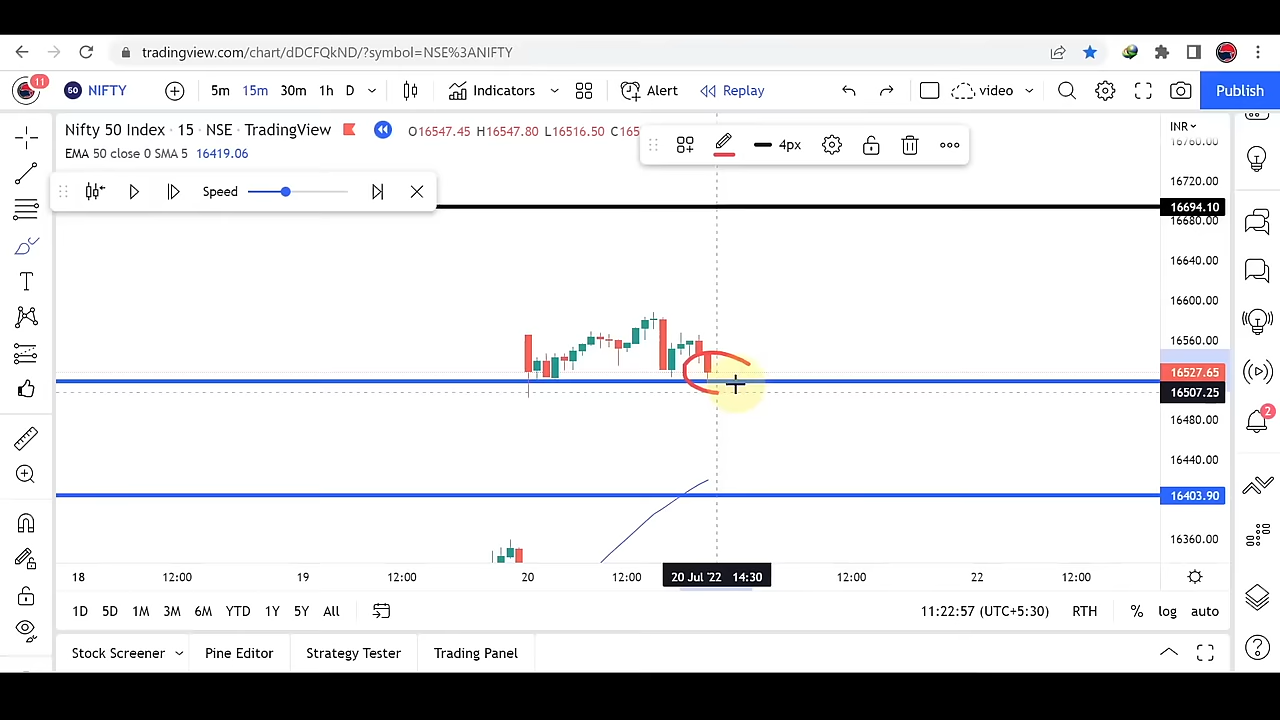 tradingview.com/chart/dDCFQkND/?symbol=NSE%3ANIFTY
11
50 NIFTY 5m 15m 30m 1h D Indicators Alert Replay video Publish
Nifty 50 Index · 15 · NSE · TradingView O16547.45 H16547.80 L16516.50 C165
INR
EMA 50 close 0 SMA 5 16419.06
4px
Speed
16760.00
16720.00
16694.10
16680.00
16640.00
16600.00
16560.00
16527.65
16507.25
16480.00
16440.00
16403.90
16360.00
2
18 12:00 19 12:00 20 12:00 20 Jul '22 14:30 12:00 22 12:00
1D 5D 1M 3M 6M YTD 1Y 5Y All 11:22:57 (UTC+5:30) RTH % log auto
Stock Screener Pine Editor Strategy Tester Trading Panel